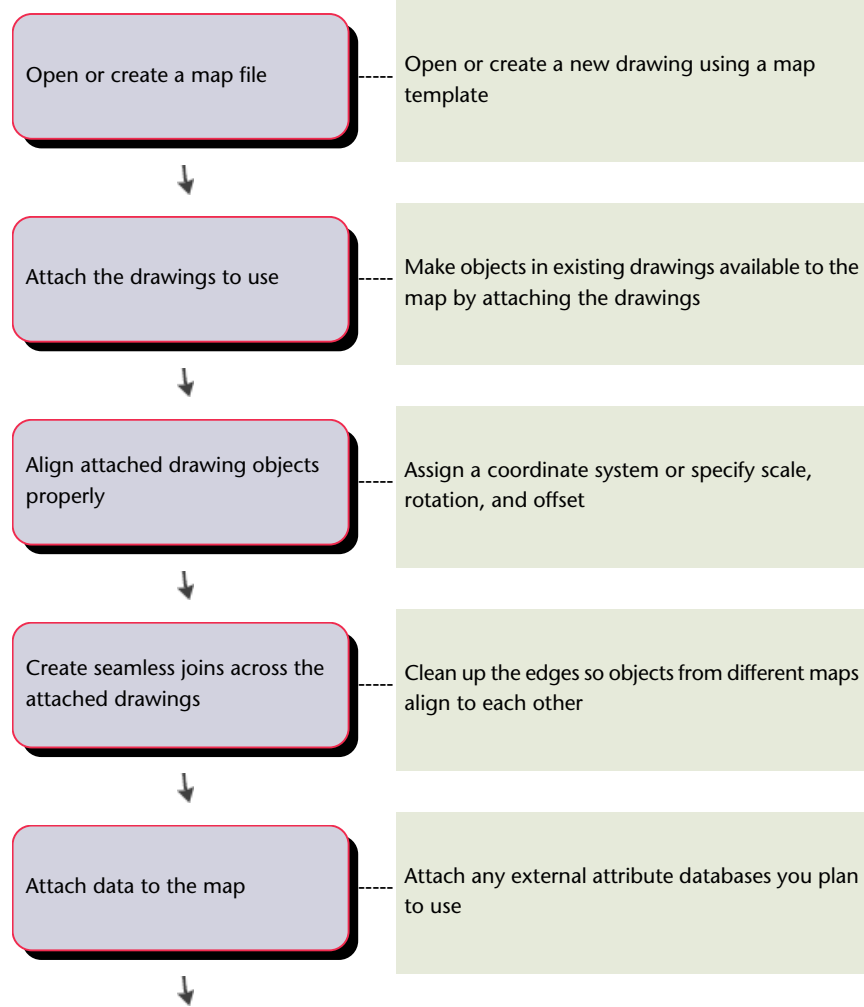 Open or create a map file
Open or create a new drawing using a map
template
Attach the drawings to use
Make objects in existing drawings available to the
map by attaching the drawings
Align attached drawing objects
properly
Assign a coordinate system or specify scale,
rotation, and offset
Create seamless joins across the
attached drawings
Clean up the edges so objects from different maps
align to each other
Attach data to the map
Attach any external attribute databases you plan
to use